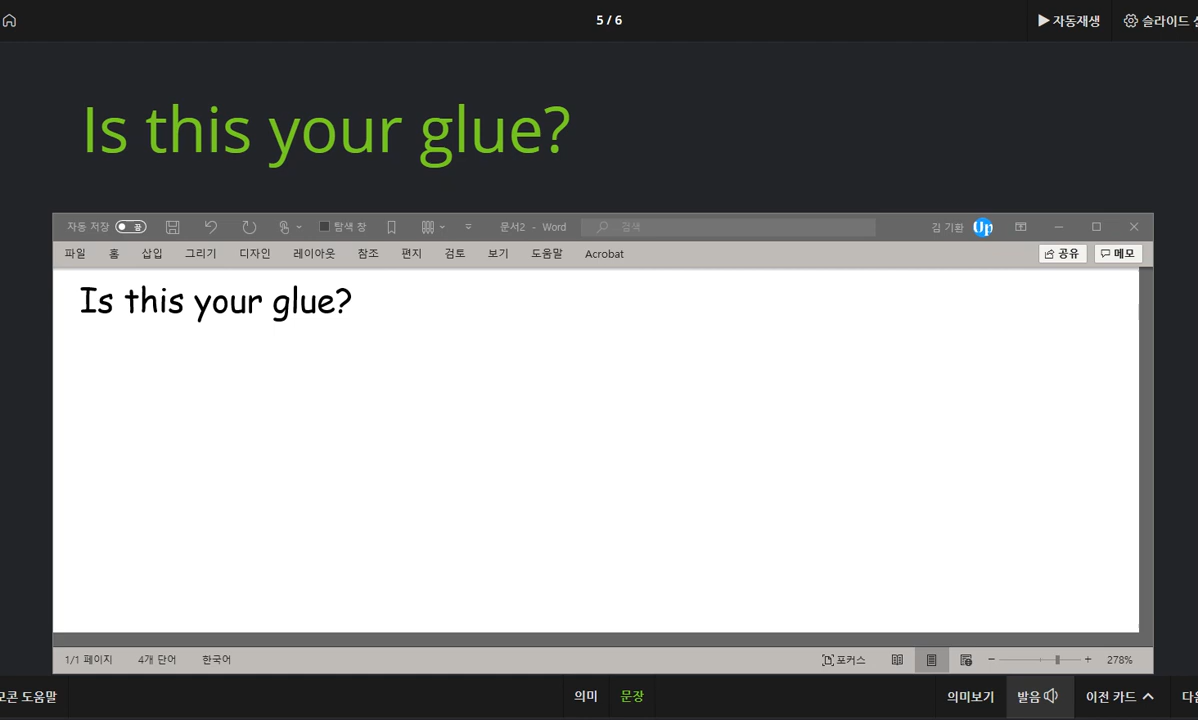 5 / 6
▶ 자동재생
슬라이드
Is this your glue?
자동 저장 끔
탐색 창
문서2 - Word
검색
김 기환
Up
파일 홈 삽입 그리기 디자인 레이아웃 참조 편지 검토 보기 도움말 Acrobat
공유 메모
Is this your glue?
1/1 페이지 4개 단어 한국어
포커스
278%
도움말
의미 문장
의미보기 발음 이전 카드